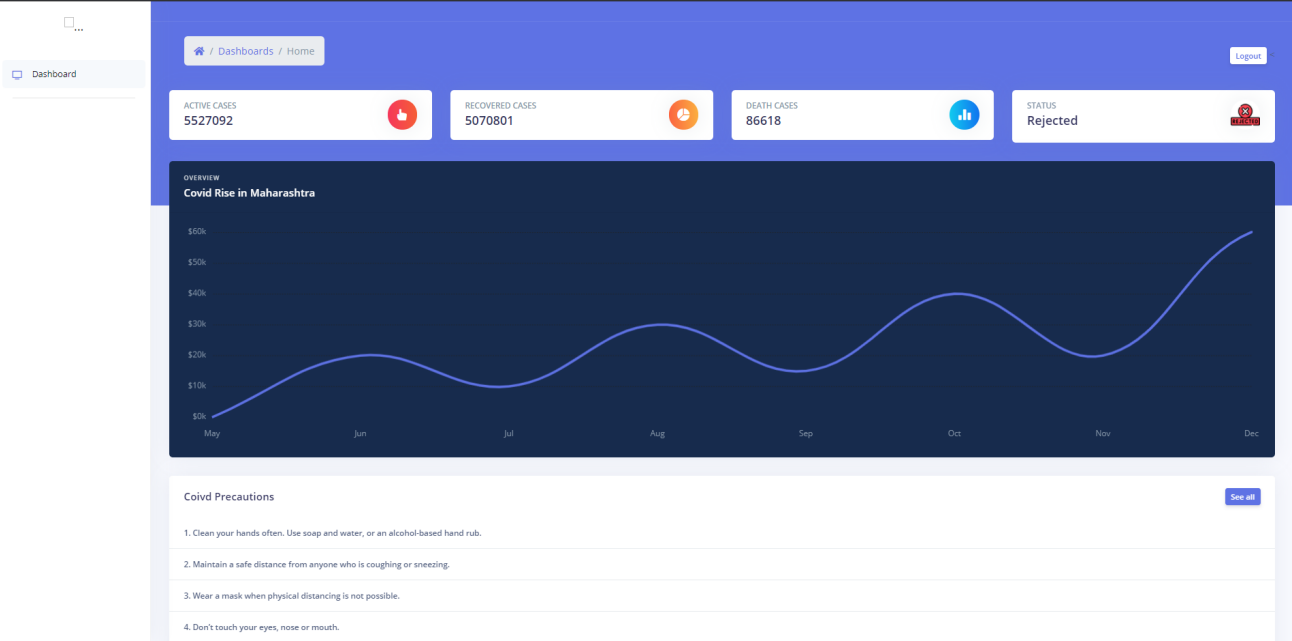 ...
Dashboard
/ Dashboards / Home
Logout
ACTIVE CASES
5527092
RECOVERED CASES
5070801
DEATH CASES
86618
STATUS
Rejected
REJECTED
OVERVIEW
Covid Rise in Maharashtra
$60k
$50k
$40k
$30k
$20k
$10k
$0k
May Jun Jul Aug Sep Oct Nov Dec
Coivd Precautions
See all
1. Clean your hands often. Use soap and water, or an alcohol-based hand rub.
2. Maintain a safe distance from anyone who is coughing or sneezing.
3. Wear a mask when physical distancing is not possible.
4. Don't touch your eyes, nose or mouth.